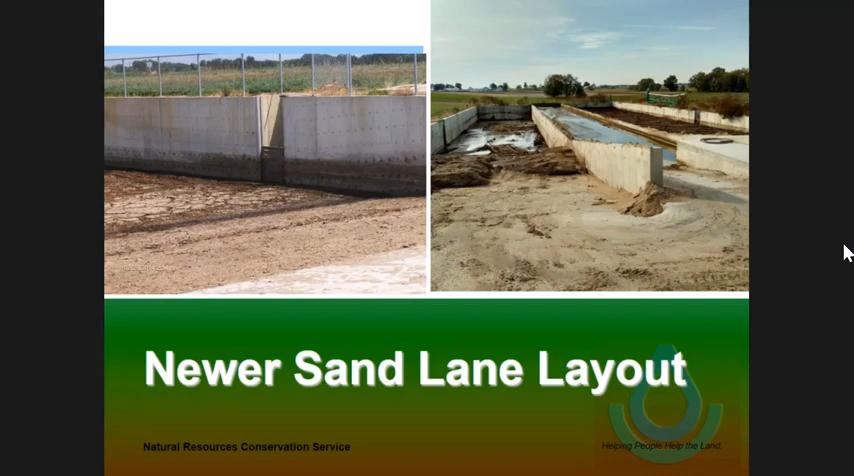 Newer Sand Lane Layout
Natural Resources Conservation Service
Helping People Help the Land.